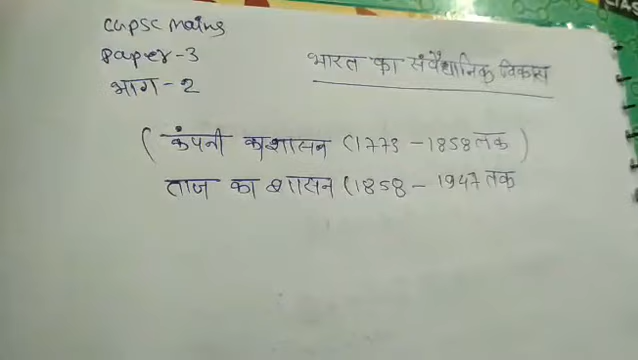 CGPSC Mains
Paper-3
भाग - 2
भारत का संवैधानिक विकास
( कंपनी का शासन (1773 - 1858 तक )
ताज का शासन (1858 - 1947 तक